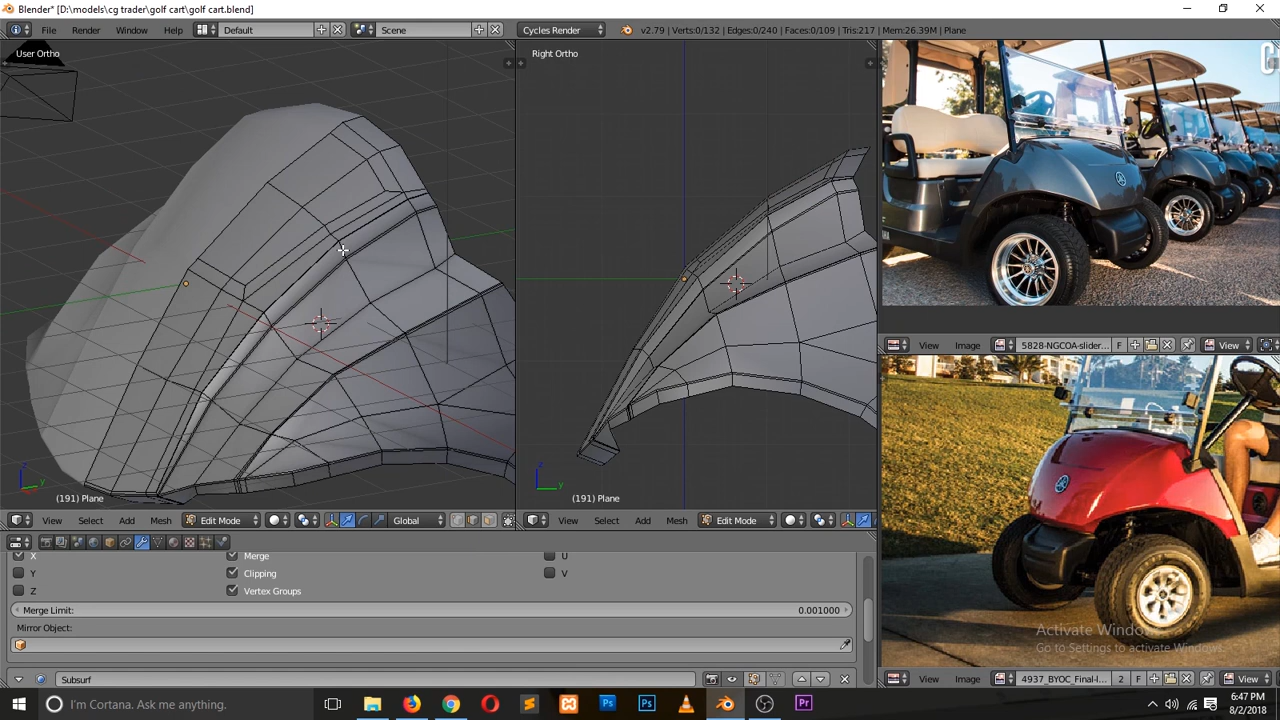 Blender* [D:\models\cg trader\golf cart\golf cart.blend]
File Render Window Help Default Scene Cycles Render v2.79 | Verts:0/132 | Edges:0/240 | Faces:0/109 | Tris:217 | Mem:26.39M | Plane
User Ortho
Right Ortho
(191) Plane
(191) Plane
View Image 5828-NGCOA-slider... F View
View Select Add Mesh Edit Mode Global
View Select Add Mesh Edit Mode
X Merge U
Y Clipping V
Z Vertex Groups
Merge Limit: 0.001000
Mirror Object:
Subsurf
Activate Windows
Go to Settings to activate Windows.
View Image 4937_BYOC_Final-l... 2 F View
I'm Cortana. Ask me anything.
6:47 PM
8/2/2018